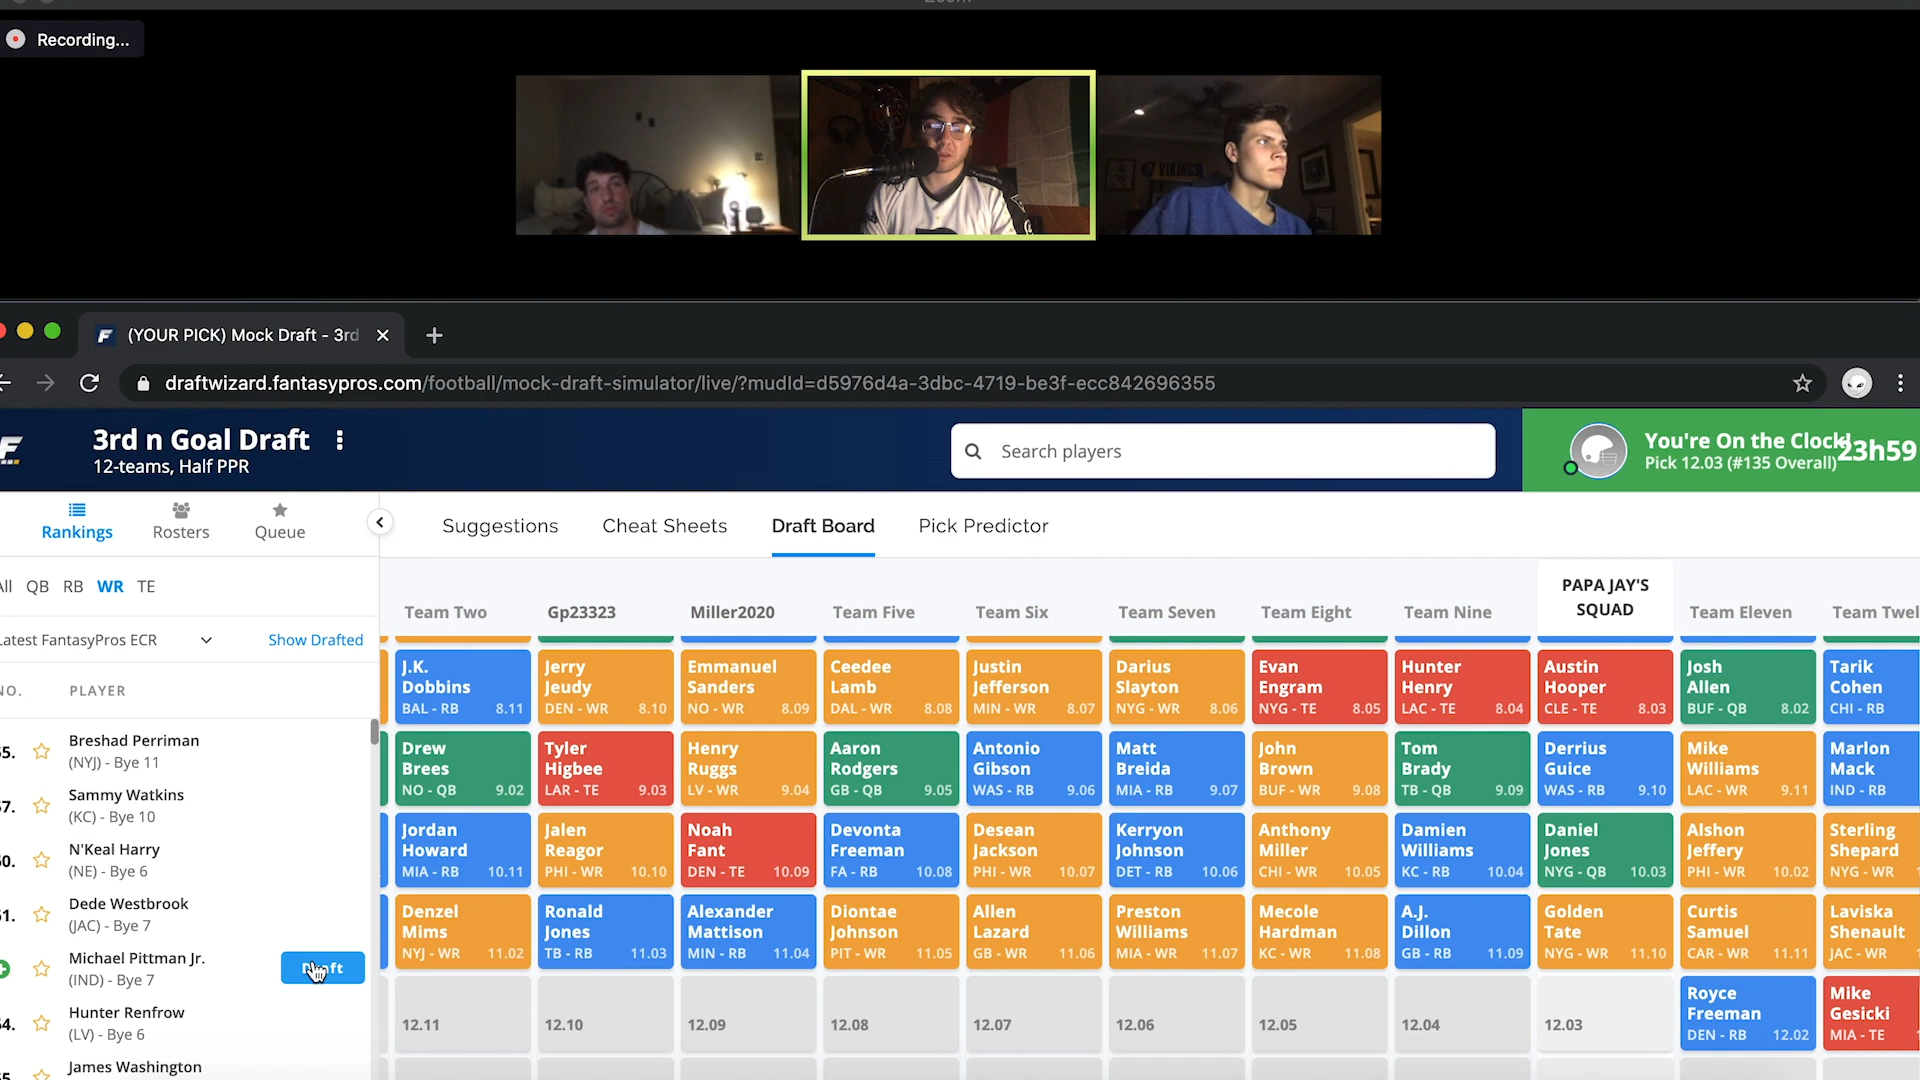 Zoom
Recording...
VIKINGS
(YOUR PICK) Mock Draft - 3rd
draftwizard.fantasypros.com/football/mock-draft-simulator/live/?mudId=d5976d4a-3dbc-4719-be3f-ecc842696355
3rd n Goal Draft
12-teams, Half PPR
Search players
You're On the Clock!
Pick 12.03 (#135 Overall)
23h59
Rankings Rosters Queue
Suggestions Cheat Sheets Draft Board Pick Predictor
All QB RB WR TE
Latest FantasyPros ECR Show Drafted
NO. PLAYER
Breshad Perriman
(NYJ) - Bye 11
Sammy Watkins
(KC) - Bye 10
N'Keal Harry
(NE) - Bye 6
Dede Westbrook
(JAC) - Bye 7
Michael Pittman Jr.
(IND) - Bye 7
Draft
Hunter Renfrow
(LV) - Bye 6
James Washington
Team Two Gp23323 Miller2020 Team Five Team Six Team Seven Team Eight Team Nine PAPA JAY'S SQUAD Team Eleven Team Twel
J.K. Jerry Emmanuel Ceedee Justin Darius Evan Hunter Austin Josh Tarik
Dobbins Jeudy Sanders Lamb Jefferson Slayton Engram Henry Hooper Allen Cohen
BAL - RB 8.11 DEN - WR 8.10 NO - WR 8.09 DAL - WR 8.08 MIN - WR 8.07 NYG - WR 8.06 NYG - TE 8.05 LAC - TE 8.04 CLE - TE 8.03 BUF - QB 8.02 CHI - RB
Drew Tyler Henry Aaron Antonio Matt John Tom Derrius Mike Marlon
Brees Higbee Ruggs Rodgers Gibson Breida Brown Brady Guice Williams Mack
NO - QB 9.02 LAR - TE 9.03 LV - WR 9.04 GB - QB 9.05 WAS - RB 9.06 MIA - RB 9.07 BUF - WR 9.08 TB - QB 9.09 WAS - RB 9.10 LAC - WR 9.11 IND - RB
Jordan Jalen Noah Devonta Desean Kerryon Anthony Damien Daniel Alshon Sterling
Howard Reagor Fant Freeman Jackson Johnson Miller Williams Jones Jeffery Shepard
MIA - RB 10.11 PHI - WR 10.10 DEN - TE 10.09 FA - RB 10.08 PHI - WR 10.07 DET - RB 10.06 CHI - WR 10.05 KC - RB 10.04 NYG - QB 10.03 PHI - WR 10.02 NYG - WR
Denzel Ronald Alexander Diontae Allen Preston Mecole A.J. Golden Curtis Laviska
Mims Jones Mattison Johnson Lazard Williams Hardman Dillon Tate Samuel Shenault
NYJ - WR 11.02 TB - RB 11.03 MIN - RB 11.04 PIT - WR 11.05 GB - WR 11.06 MIA - WR 11.07 KC - WR 11.08 GB - RB 11.09 NYG - WR 11.10 CAR - WR 11.11 JAC - WR
12.11 12.10 12.09 12.08 12.07 12.06 12.05 12.04 12.03
Royce Mike
Freeman Gesicki
DEN - RB 12.02 MIA - TE